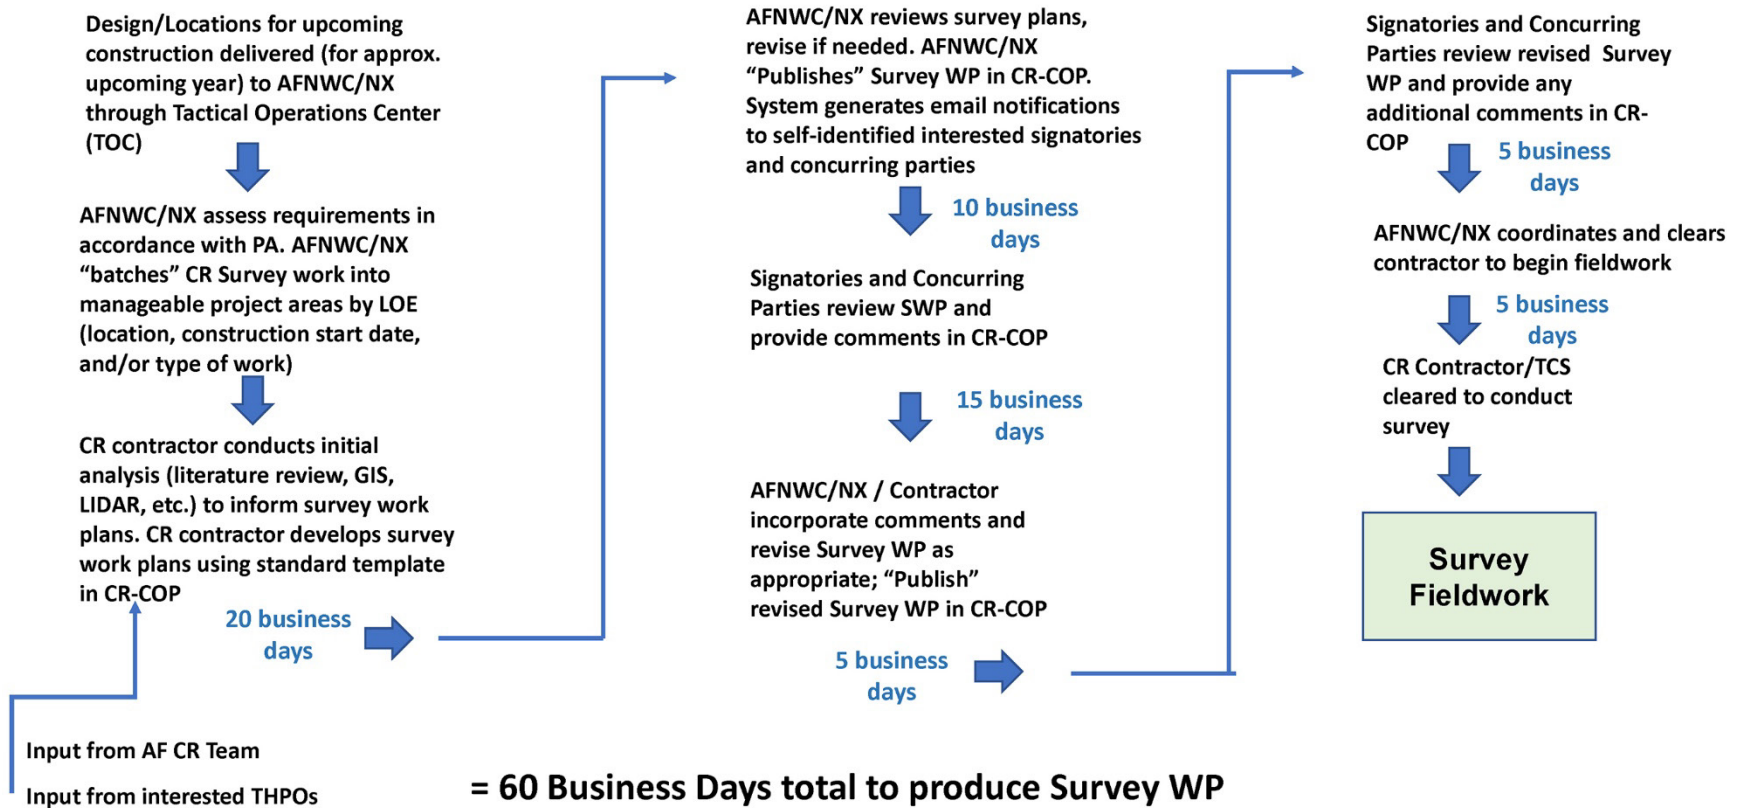 Design/Locations for upcoming
construction delivered (for approx.
upcoming year) to AFNWC/NX
through Tactical Operations Center
(TOC)
AFNWC/NX assess requirements in
accordance with PA. AFNWC/NX
“batches” CR Survey work into
manageable project areas by LOE
(location, construction start date,
and/or type of work)
CR contractor conducts initial
analysis (literature review, GIS,
LIDAR, etc.) to inform survey work
plans. CR contractor develops survey
work plans using standard template
in CR-COP
20 business
days
Input from AF CR Team
Input from interested THPOs
AFNWC/NX reviews survey plans,
revise if needed. AFNWC/NX
“Publishes” Survey WP in CR-COP.
System generates email notifications
to self-identified interested signatories
and concurring parties
10 business
days
Signatories and Concurring
Parties review SWP and
provide comments in CR-COP
15 business
days
AFNWC/NX / Contractor
incorporate comments and
revise Survey WP as
appropriate; “Publish”
revised Survey WP in CR-COP
5 business
days
Signatories and Concurring
Parties review revised Survey
WP and provide any
additional comments in CR-
COP
5 business
days
AFNWC/NX coordinates and clears
contractor to begin fieldwork
5 business
days
CR Contractor/TCS
cleared to conduct
survey
Survey
Fieldwork
= 60 Business Days total to produce Survey WP